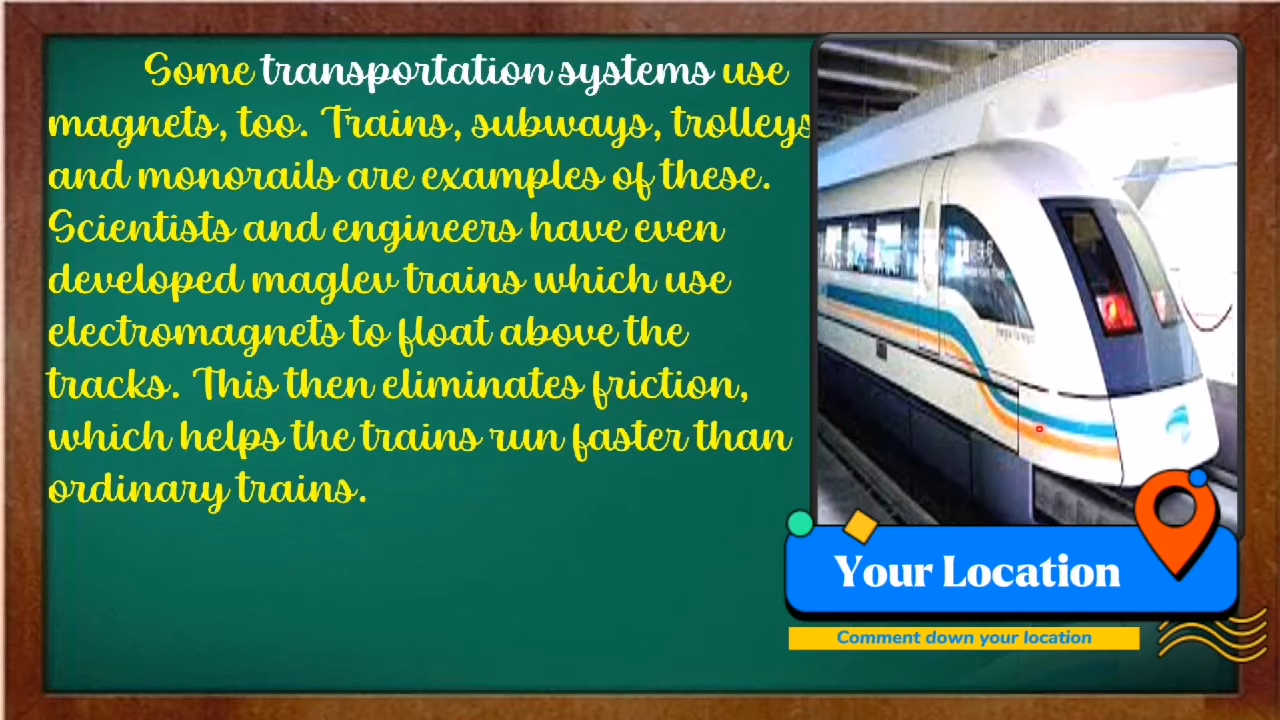 Some transportation systems use
magnets, too. Trains, subways, trolleys
and monorails are examples of these.
Scientists and engineers have even
developed maglev trains which use
electromagnets to float above the
tracks. This then eliminates friction,
which helps the trains run faster than
ordinary trains.
Your Location
Comment down your location